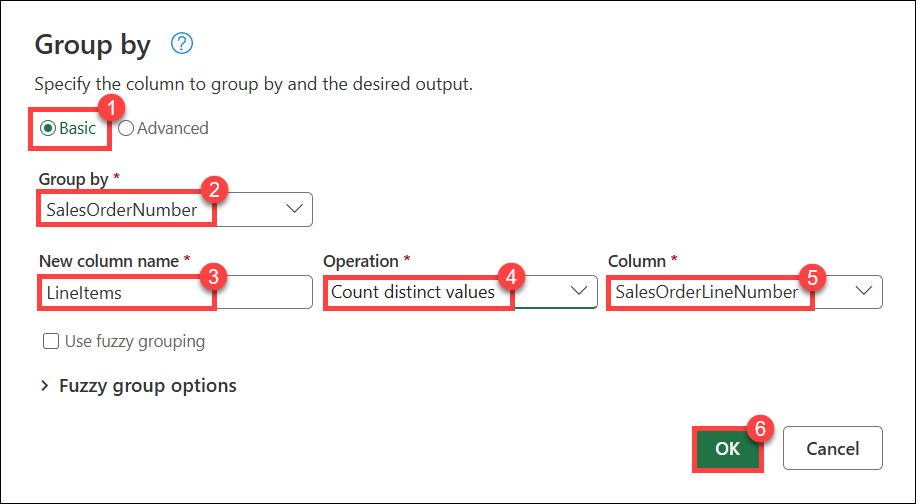 Group by ?
Specify the column to group by and the desired output.
1
Basic Advanced
Group by *
2
SalesOrderNumber
New column name * Operation * Column *
3 4 5
LineItems Count distinct values SalesOrderLineNumber
Use fuzzy grouping
Fuzzy group options
6
OK Cancel